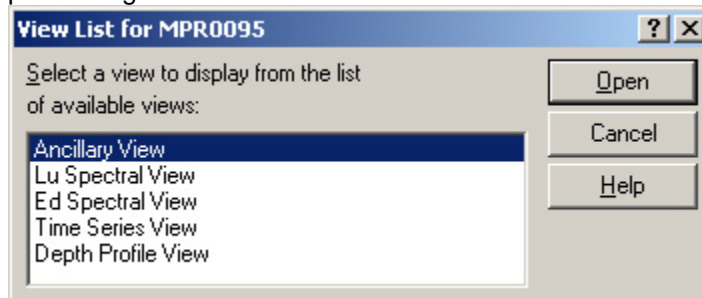 View List for MPR0095
Select a view to display from the list
of available views:
Open
Cancel
Help
Ancillary View
Lu Spectral View
Ed Spectral View
Time Series View
Depth Profile View